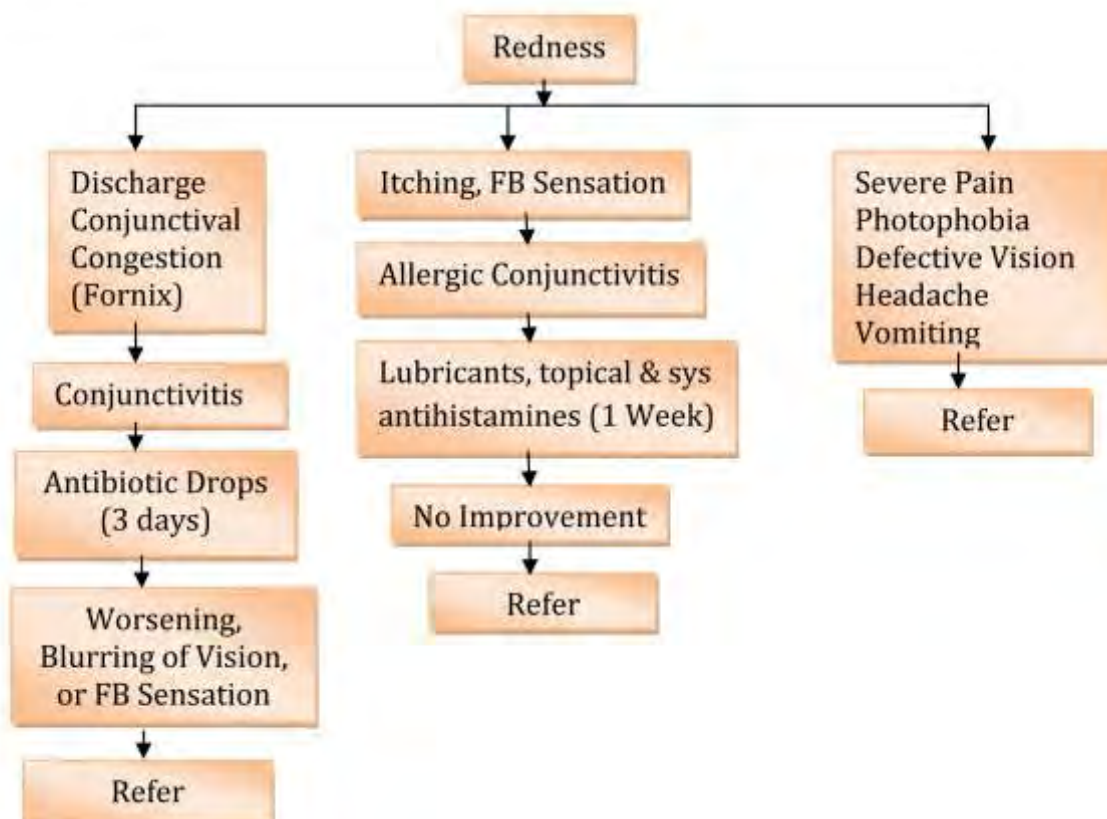 Redness
Discharge
Conjunctival
Congestion
(Fornix)
Conjunctivitis
Antibiotic Drops
(3 days)
Worsening,
Blurring of Vision,
or FB Sensation
Refer
Itching, FB Sensation
Allergic Conjunctivitis
Lubricants, topical & sys
antihistamines (1 Week)
No Improvement
Refer
Severe Pain
Photophobia
Defective Vision
Headache
Vomiting
Refer